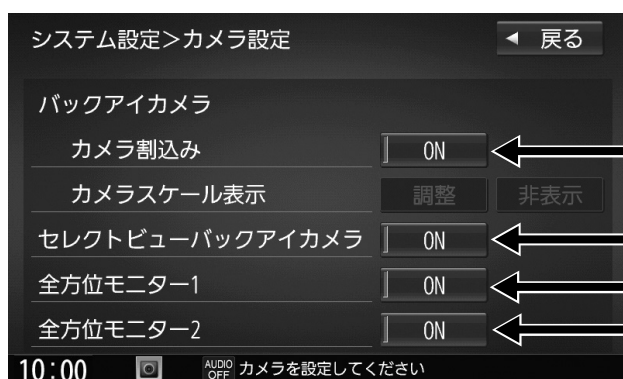 システム設定＞カメラ設定 戻る
バックアイカメラ
カメラ割込み ON
カメラスケール表示 調整 非表示
セレクトビューバックアイカメラ ON
全方位モニター1 ON
全方位モニター2 ON
10:00 AUDIO OFF カメラを設定してください